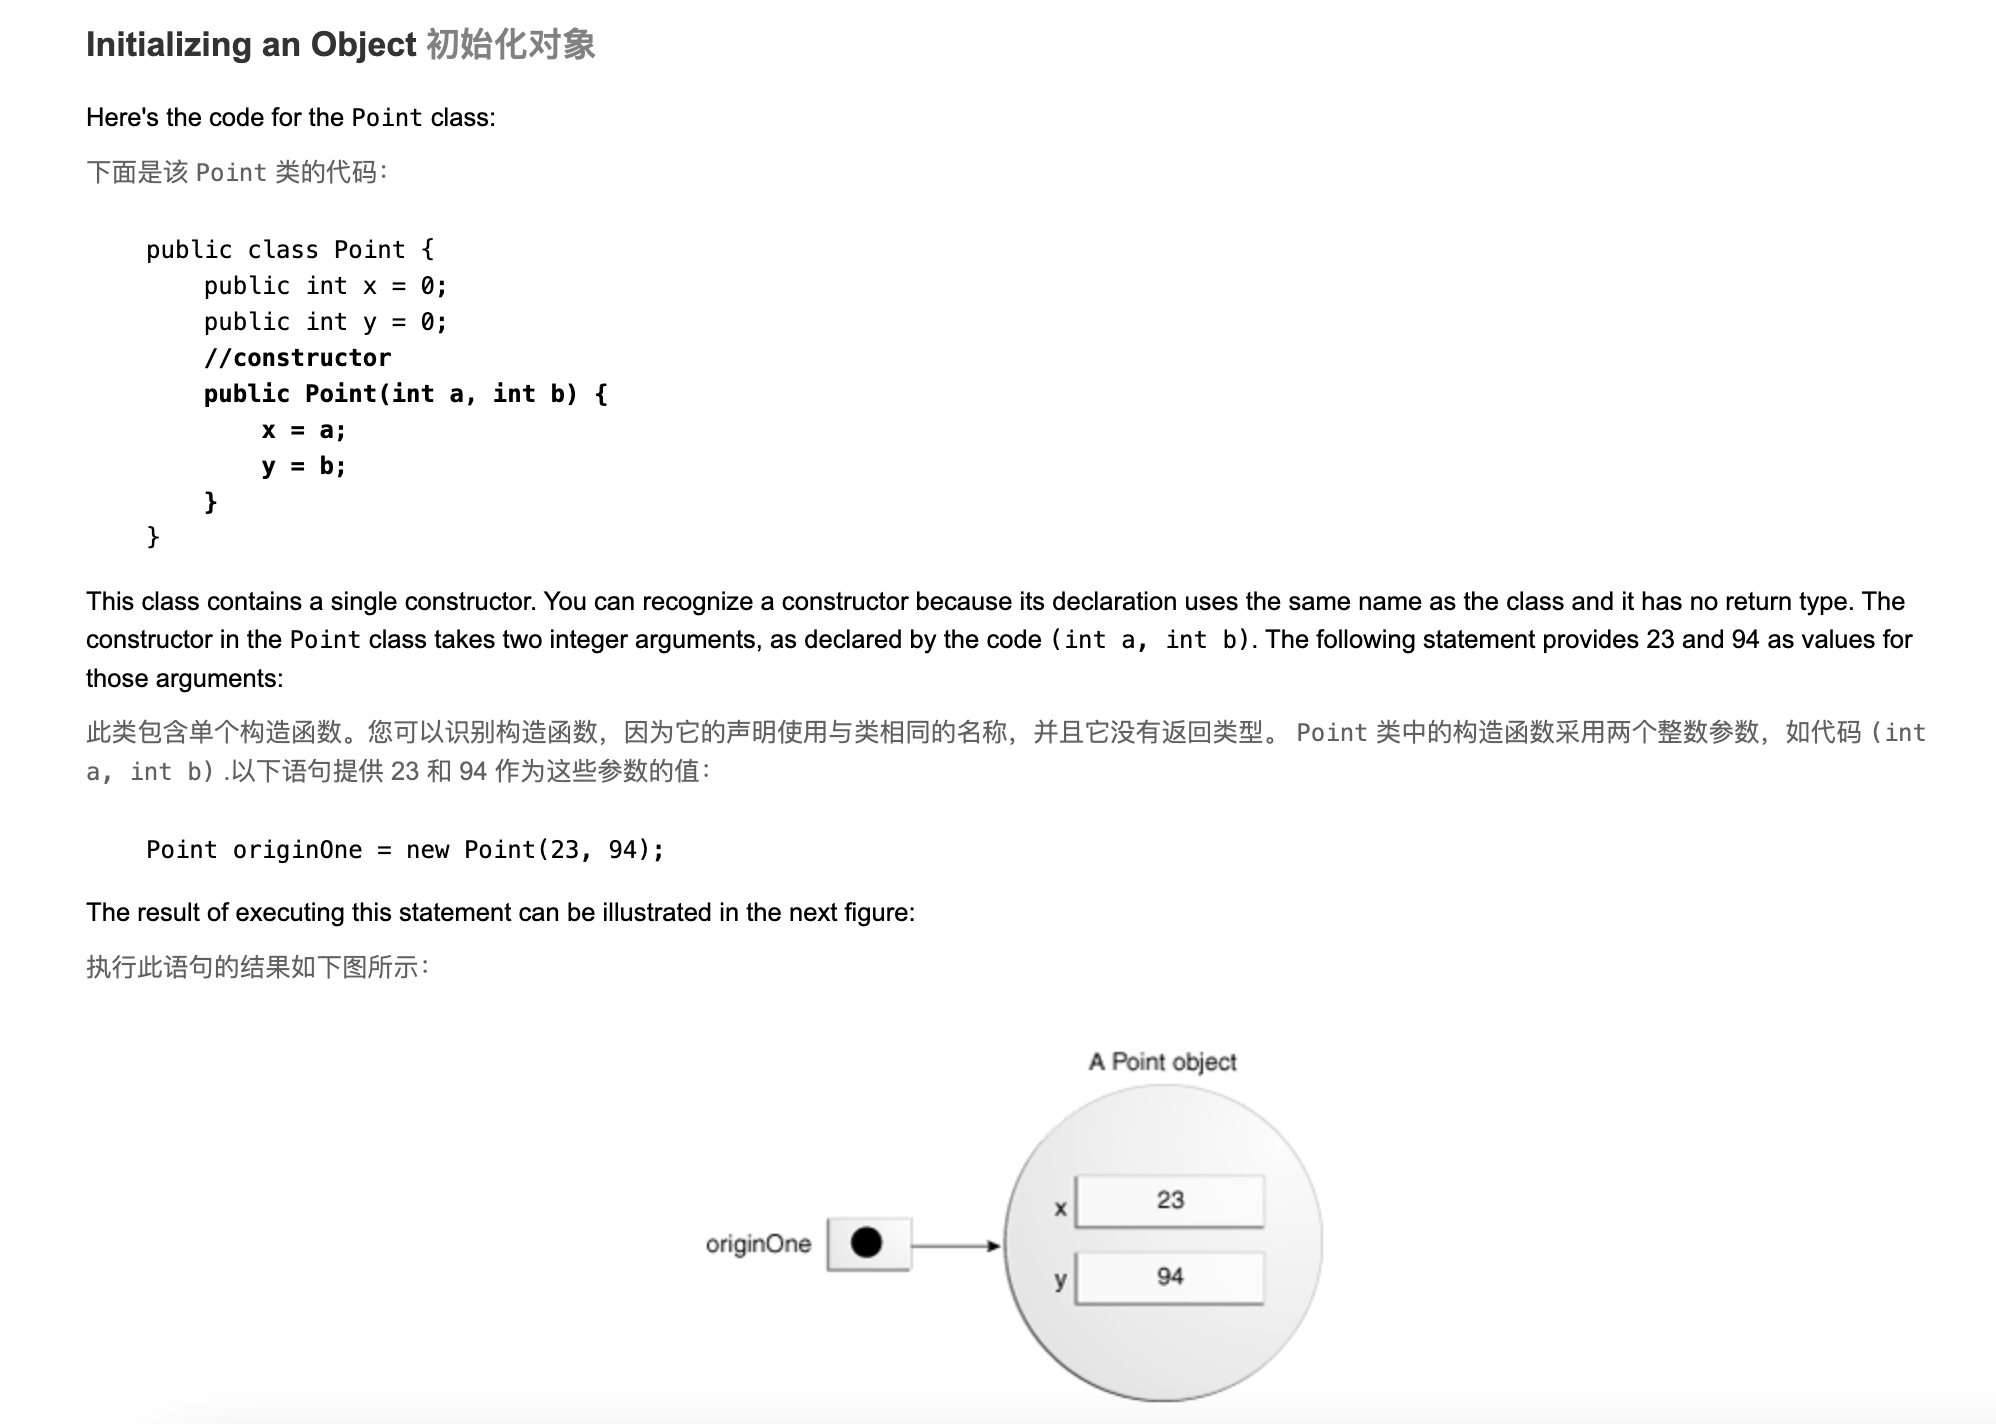 Initializing an Object 初始化对象
Here's the code for the Point class:
下面是该 Point 类的代码：
public class Point {
    public int x = 0;
    public int y = 0;
    //constructor
    public Point(int a, int b) {
        x = a;
        y = b;
    }
}
This class contains a single constructor. You can recognize a constructor because its declaration uses the same name as the class and it has no return type. The
constructor in the Point class takes two integer arguments, as declared by the code (int a, int b). The following statement provides 23 and 94 as values for
those arguments:
此类包含单个构造函数。您可以识别构造函数，因为它的声明使用与类相同的名称，并且它没有返回类型。 Point 类中的构造函数采用两个整数参数，如代码 (int
a, int b) .以下语句提供 23 和 94 作为这些参数的值：
Point originOne = new Point(23, 94);
The result of executing this statement can be illustrated in the next figure:
执行此语句的结果如下图所示：
A Point object
x 23
originOne
y 94